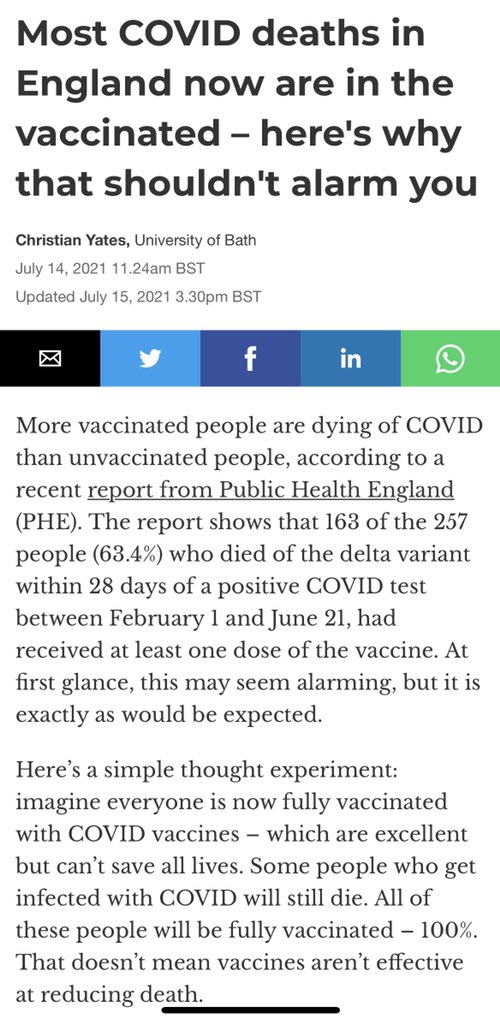 Most COVID deaths in
England now are in the
vaccinated – here's why
that shouldn't alarm you
Christian Yates, University of Bath
July 14, 2021 11.24am BST
Updated July 15, 2021 3.30pm BST
f
in
More vaccinated people are dying of COVID
than unvaccinated people, according to a
recent report from Public Health England
(PHE). The report shows that 163 of the 257
people (63.4%) who died of the delta variant
within 28 days of a positive COVID test
between February 1 and June 21, had
received at least one dose of the vaccine. At
first glance, this may seem alarming, but it is
exactly as would be expected.
Here’s a simple thought experiment:
imagine everyone is now fully vaccinated
with COVID vaccines – which are excellent
but can’t save all lives. Some people who get
infected with COVID will still die. All of
these people will be fully vaccinated – 100%.
That doesn’t mean vaccines aren’t effective
at reducing death.